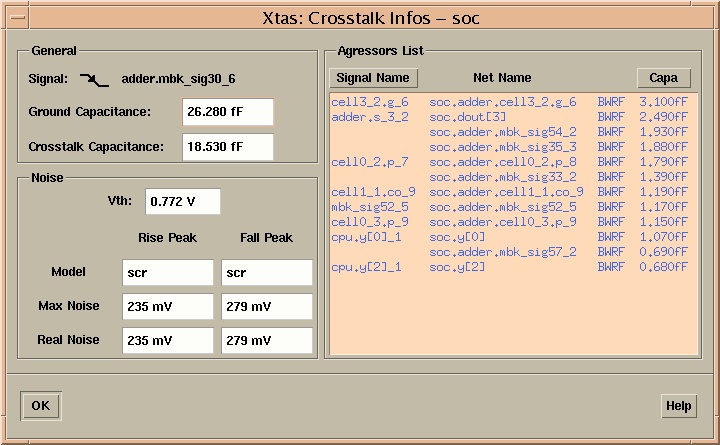 Xtas: Crosstalk Infos – soc
General
Signal: adder.mbk_sig30_6
Ground Capacitance: 26.280 fF
Crosstalk Capacitance: 18.530 fF
Noise
Vth: 0.772 V
Rise Peak Fall Peak
Model scr scr
Max Noise 235 mV 279 mV
Real Noise 235 mV 279 mV
Agressors List
Signal Name Net Name Capa
cell3_2.g_6 soc.adder.cell3_2.g_6 BWRF 3.100fF
adder.s_3_2 soc.dout[3] BWRF 2.490fF
soc.adder.mbk_sig54_2 BWRF 1.930fF
soc.adder.mbk_sig35_3 BWRF 1.880fF
cell0_2.p_7 soc.adder.cell0_2.p_8 BWRF 1.790fF
soc.adder.mbk_sig33_2 BWRF 1.390fF
cell1_1.co_9 soc.adder.cell1_1.co_9 BWRF 1.190fF
mbk_sig52_5 soc.adder.mbk_sig52_5 BWRF 1.170fF
cell0_3.p_9 soc.adder.cell0_3.p_9 BWRF 1.150fF
cpu.y[0]_1 soc.y[0] BWRF 1.070fF
soc.adder.mbk_sig57_2 BWRF 0.690fF
cpu.y[2]_1 soc.y[2] BWRF 0.680fF
OK
Help